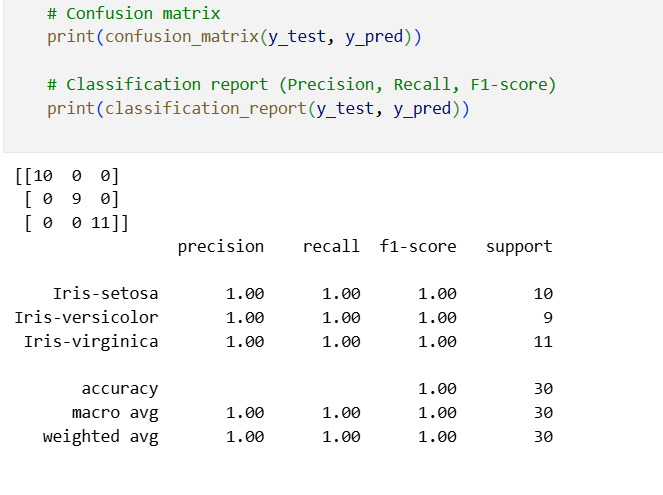 # Confusion matrix
print(confusion_matrix(y_test, y_pred))
# Classification report (Precision, Recall, F1-score)
print(classification_report(y_test, y_pred))
[[10  0  0]
 [ 0  9  0]
 [ 0  0 11]]
precision    recall  f1-score   support
Iris-setosa       1.00      1.00      1.00        10
Iris-versicolor       1.00      1.00      1.00         9
Iris-virginica       1.00      1.00      1.00        11
accuracy                           1.00        30
macro avg       1.00      1.00      1.00        30
weighted avg       1.00      1.00      1.00        30